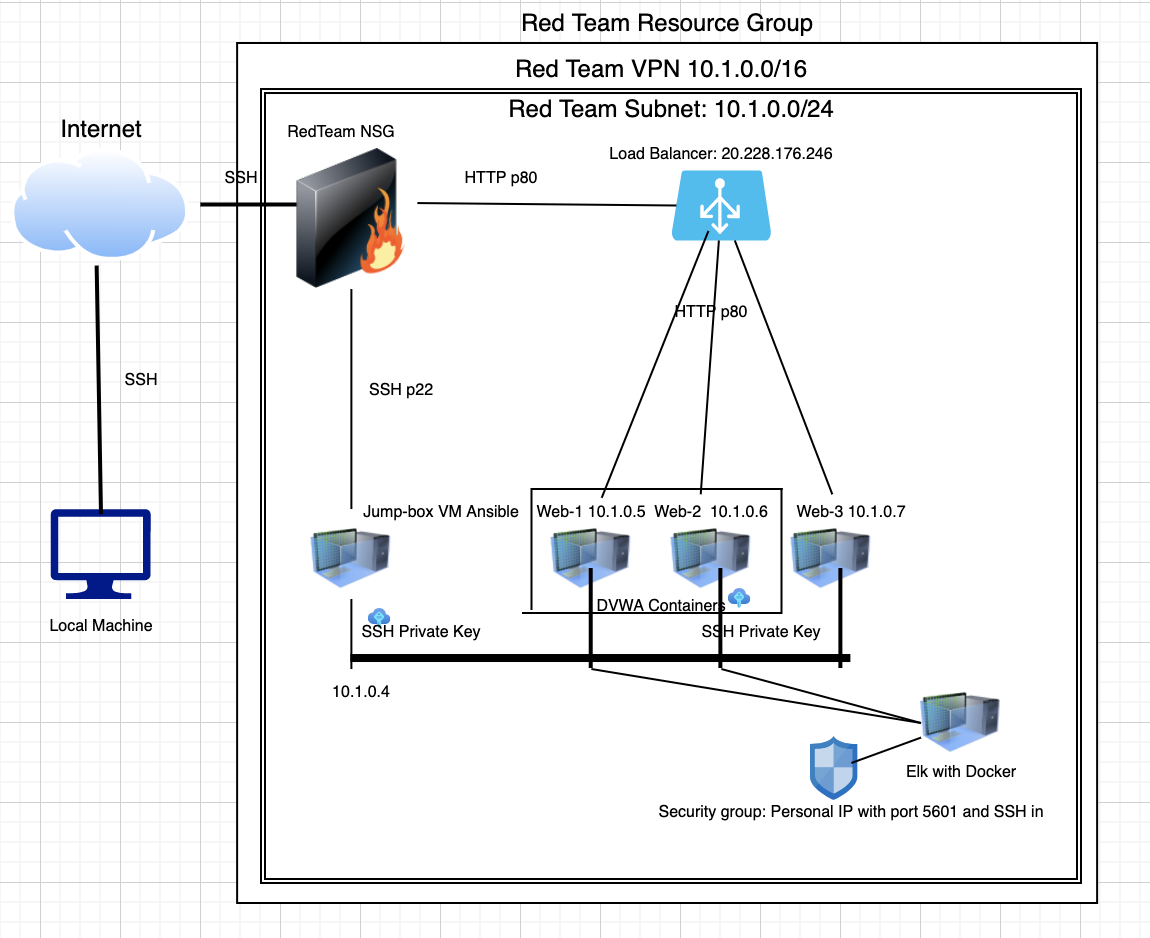 Red Team Resource Group
Red Team VPN 10.1.0.0/16
Red Team Subnet: 10.1.0.0/24
Internet
RedTeam NSG
Load Balancer: 20.228.176.246
SSH
HTTP p80
HTTP p80
SSH
SSH p22
Jump-box VM Ansible
Web-1 10.1.0.5
Web-2 10.1.0.6
Web-3 10.1.0.7
DVWA Containers
Local Machine
SSH Private Key
SSH Private Key
10.1.0.4
Elk with Docker
Security group: Personal IP with port 5601 and SSH in